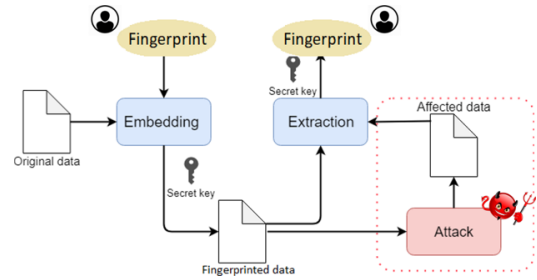 Fingerprint
Fingerprint
Secret key
Affected data
Embedding
Extraction
Original data
Secret key
Attack
Fingerprinted data